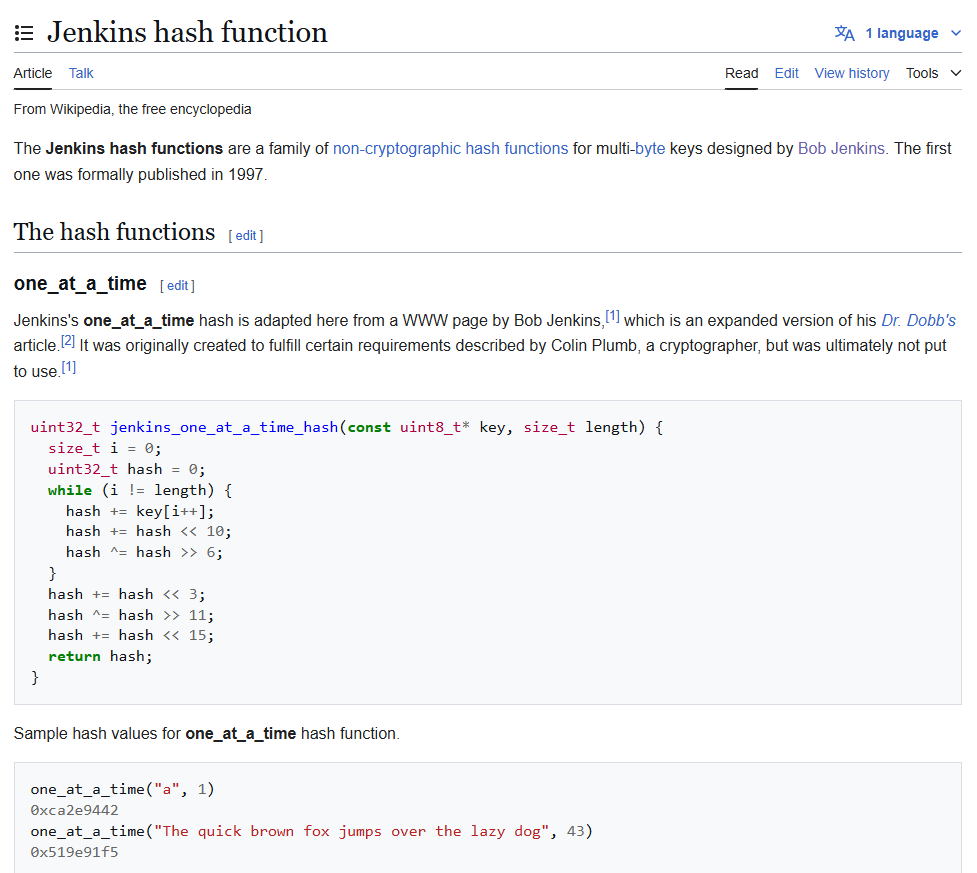 Jenkins hash function
1 language
Article Talk
Read Edit View history Tools
From Wikipedia, the free encyclopedia
The Jenkins hash functions are a family of non-cryptographic hash functions for multi-byte keys designed by Bob Jenkins. The first
one was formally published in 1997.
The hash functions [ edit ]
one_at_a_time [ edit ]
Jenkins's one_at_a_time hash is adapted here from a WWW page by Bob Jenkins,[1] which is an expanded version of his Dr. Dobb's
article.[2] It was originally created to fulfill certain requirements described by Colin Plumb, a cryptographer, but was ultimately not put
to use.[1]
uint32_t jenkins_one_at_a_time_hash(const uint8_t* key, size_t length) {
  size_t i = 0;
  uint32_t hash = 0;
  while (i != length) {
    hash += key[i++];
    hash += hash << 10;
    hash ^= hash >> 6;
  }
  hash += hash << 3;
  hash ^= hash >> 11;
  hash += hash << 15;
  return hash;
}
Sample hash values for one_at_a_time hash function.
one_at_a_time("a", 1)
0xca2e9442
one_at_a_time("The quick brown fox jumps over the lazy dog", 43)
0x519e91f5